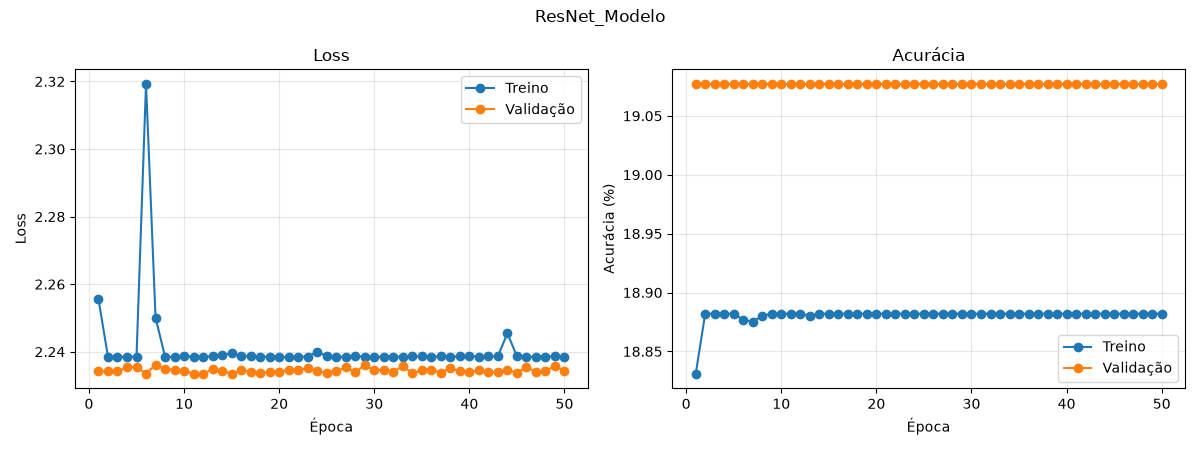 ResNet_Modelo
Loss
2.32
2.30
2.28
2.26
2.24
Loss
0
10
20
30
40
50
Época
Treino
Validação
Acurácia
19.05
19.00
18.95
18.90
18.85
Acurácia (%)
0
10
20
30
40
50
Época
Treino
Validação